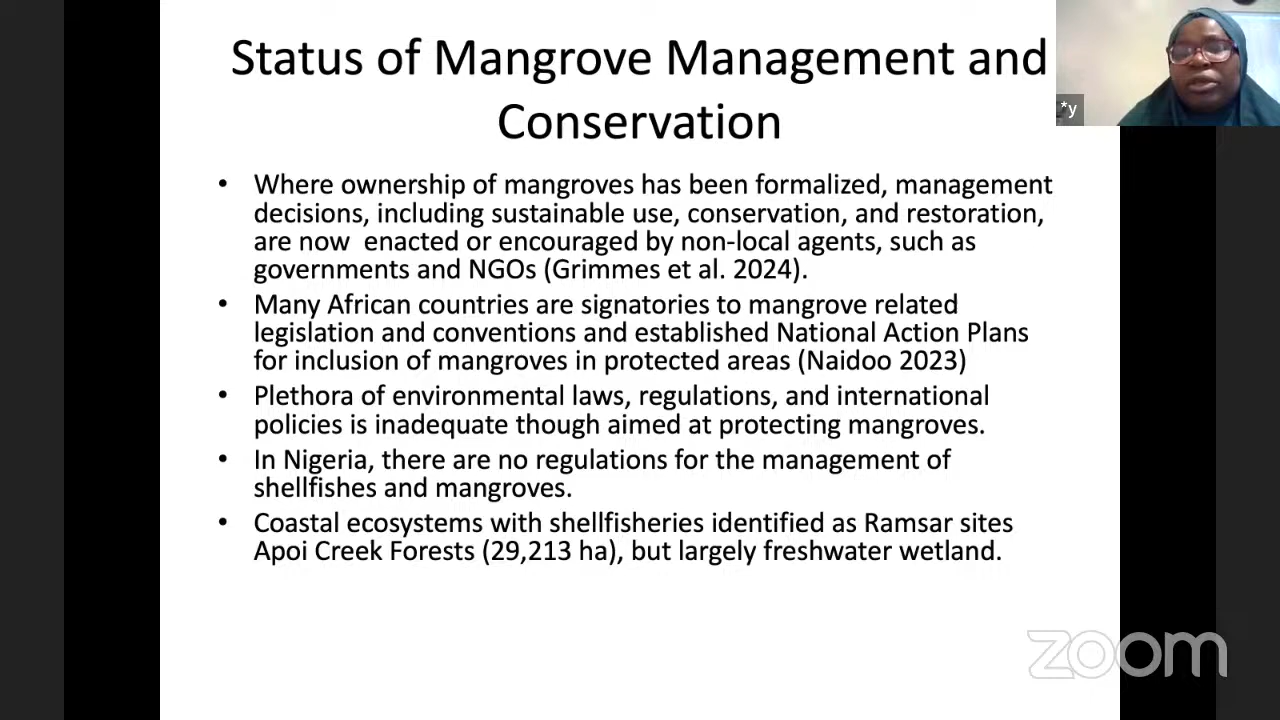 Status of Mangrove Management and
Conservation
*y
• Where ownership of mangroves has been formalized, management
decisions, including sustainable use, conservation, and restoration,
are now enacted or encouraged by non-local agents, such as
governments and NGOs (Grimmes et al. 2024).
• Many African countries are signatories to mangrove related
legislation and conventions and established National Action Plans
for inclusion of mangroves in protected areas (Naidoo 2023)
• Plethora of environmental laws, regulations, and international
policies is inadequate though aimed at protecting mangroves.
• In Nigeria, there are no regulations for the management of
shellfishes and mangroves.
• Coastal ecosystems with shellfisheries identified as Ramsar sites
Apoi Creek Forests (29,213 ha), but largely freshwater wetland.
zoom